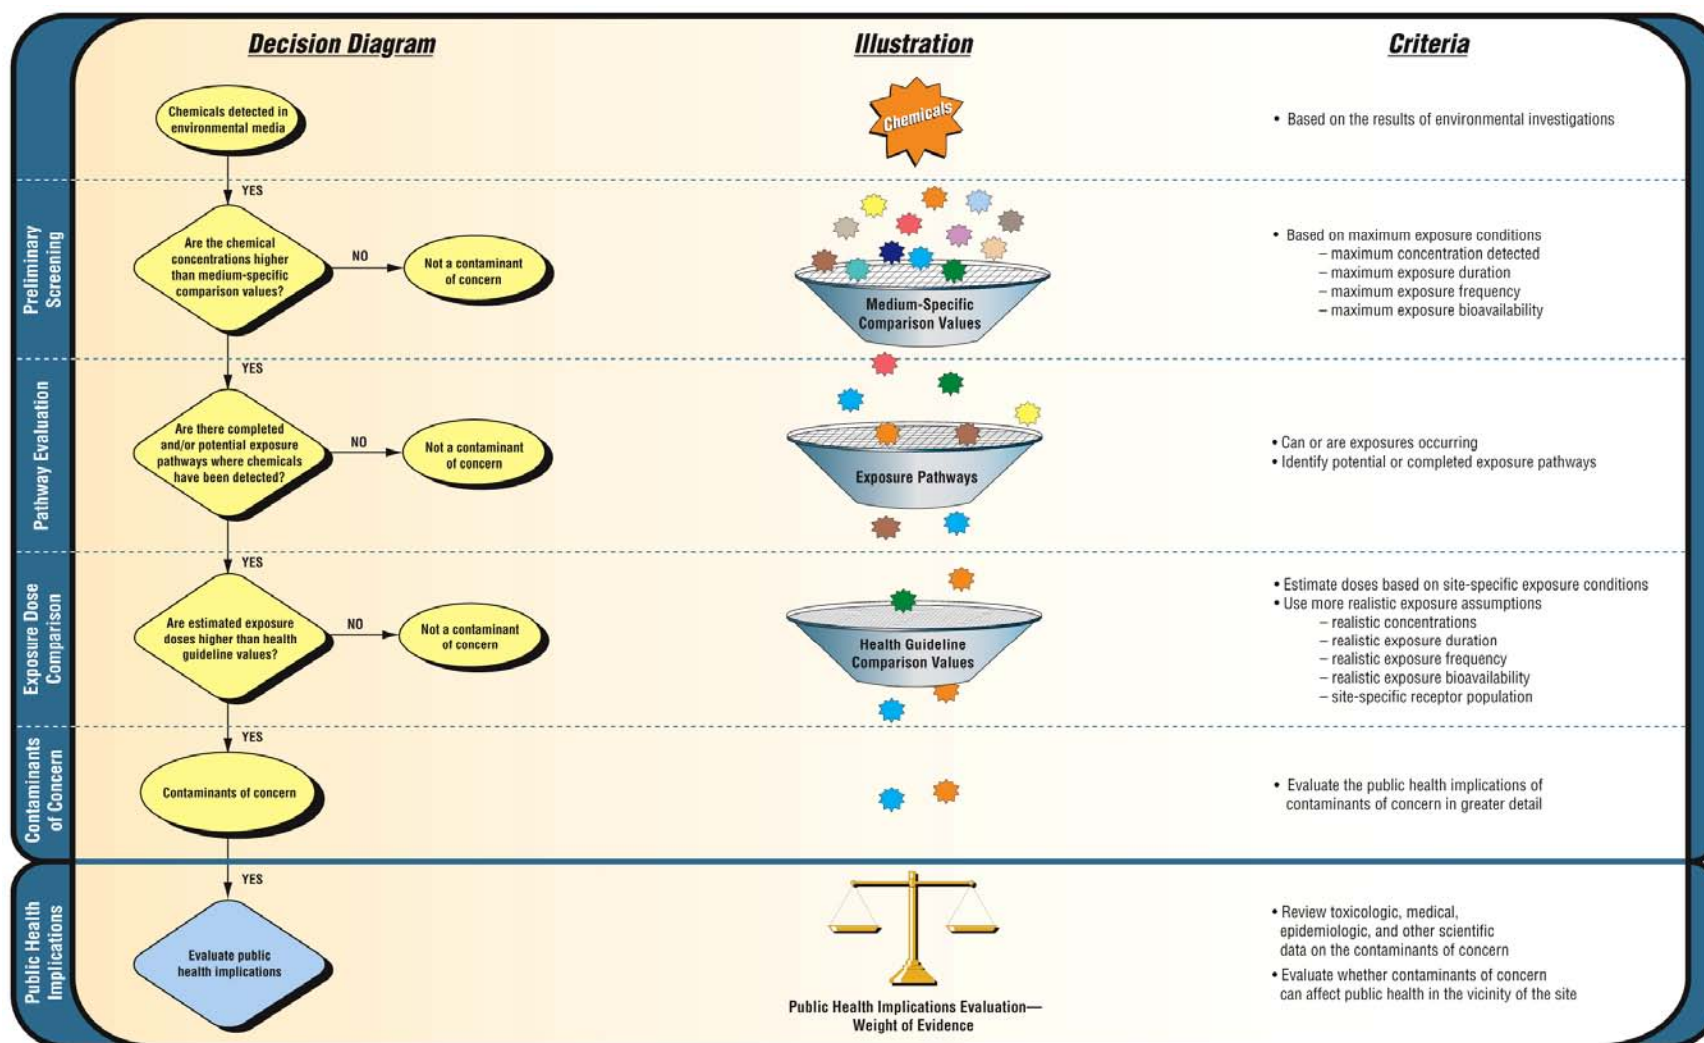 Decision Diagram
Illustration
Criteria
Chemicals detected in
environmental media
Chemicals
• Based on the results of environmental investigations
YES
Preliminary
Screening
Are the chemical
concentrations higher
than medium-specific
comparison values?
NO
Not a contaminant
of concern
Medium-Specific
Comparison Values
• Based on maximum exposure conditions
– maximum concentration detected
– maximum exposure duration
– maximum exposure frequency
– maximum exposure bioavailability
YES
Pathway Evaluation
Are there completed
and/or potential exposure
pathways where chemicals
have been detected?
NO
Not a contaminant
of concern
Exposure Pathways
• Can or are exposures occurring
• Identify potential or completed exposure pathways
YES
Exposure Dose
Comparison
Are estimated exposure
doses higher than health
guideline values?
NO
Not a contaminant
of concern
Health Guideline
Comparison Values
• Estimate doses based on site-specific exposure conditions
• Use more realistic exposure assumptions
– realistic concentrations
– realistic exposure duration
– realistic exposure frequency
– realistic exposure bioavailability
– site-specific receptor population
YES
Contaminants
of Concern
Contaminants of concern
• Evaluate the public health implications of
contaminants of concern in greater detail
YES
Public Health
Implications
Evaluate public
health implications
Public Health Implications Evaluation—
Weight of Evidence
• Review toxicologic, medical,
epidemiologic, and other scientific
data on the contaminants of concern
• Evaluate whether contaminants of concern
can affect public health in the vicinity of the site